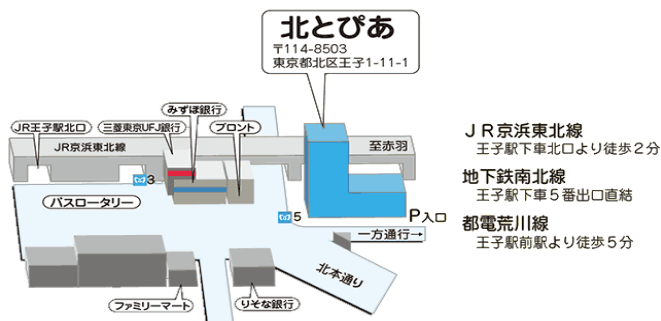 北とぴあ
〒114-8503
東京都北区王子1-11-1
みずほ銀行
JR王子駅北口
三菱東京UFJ銀行
プロント
JR京浜東北線
至赤羽
3
バスロータリー
5
P入口
一方通行→
北本通り
ファミリーマート
りそな銀行
ＪＲ京浜東北線
王子駅下車北口より徒歩２分
地下鉄南北線
王子駅下車５番出口直結
都電荒川線
王子駅前駅より徒歩５分